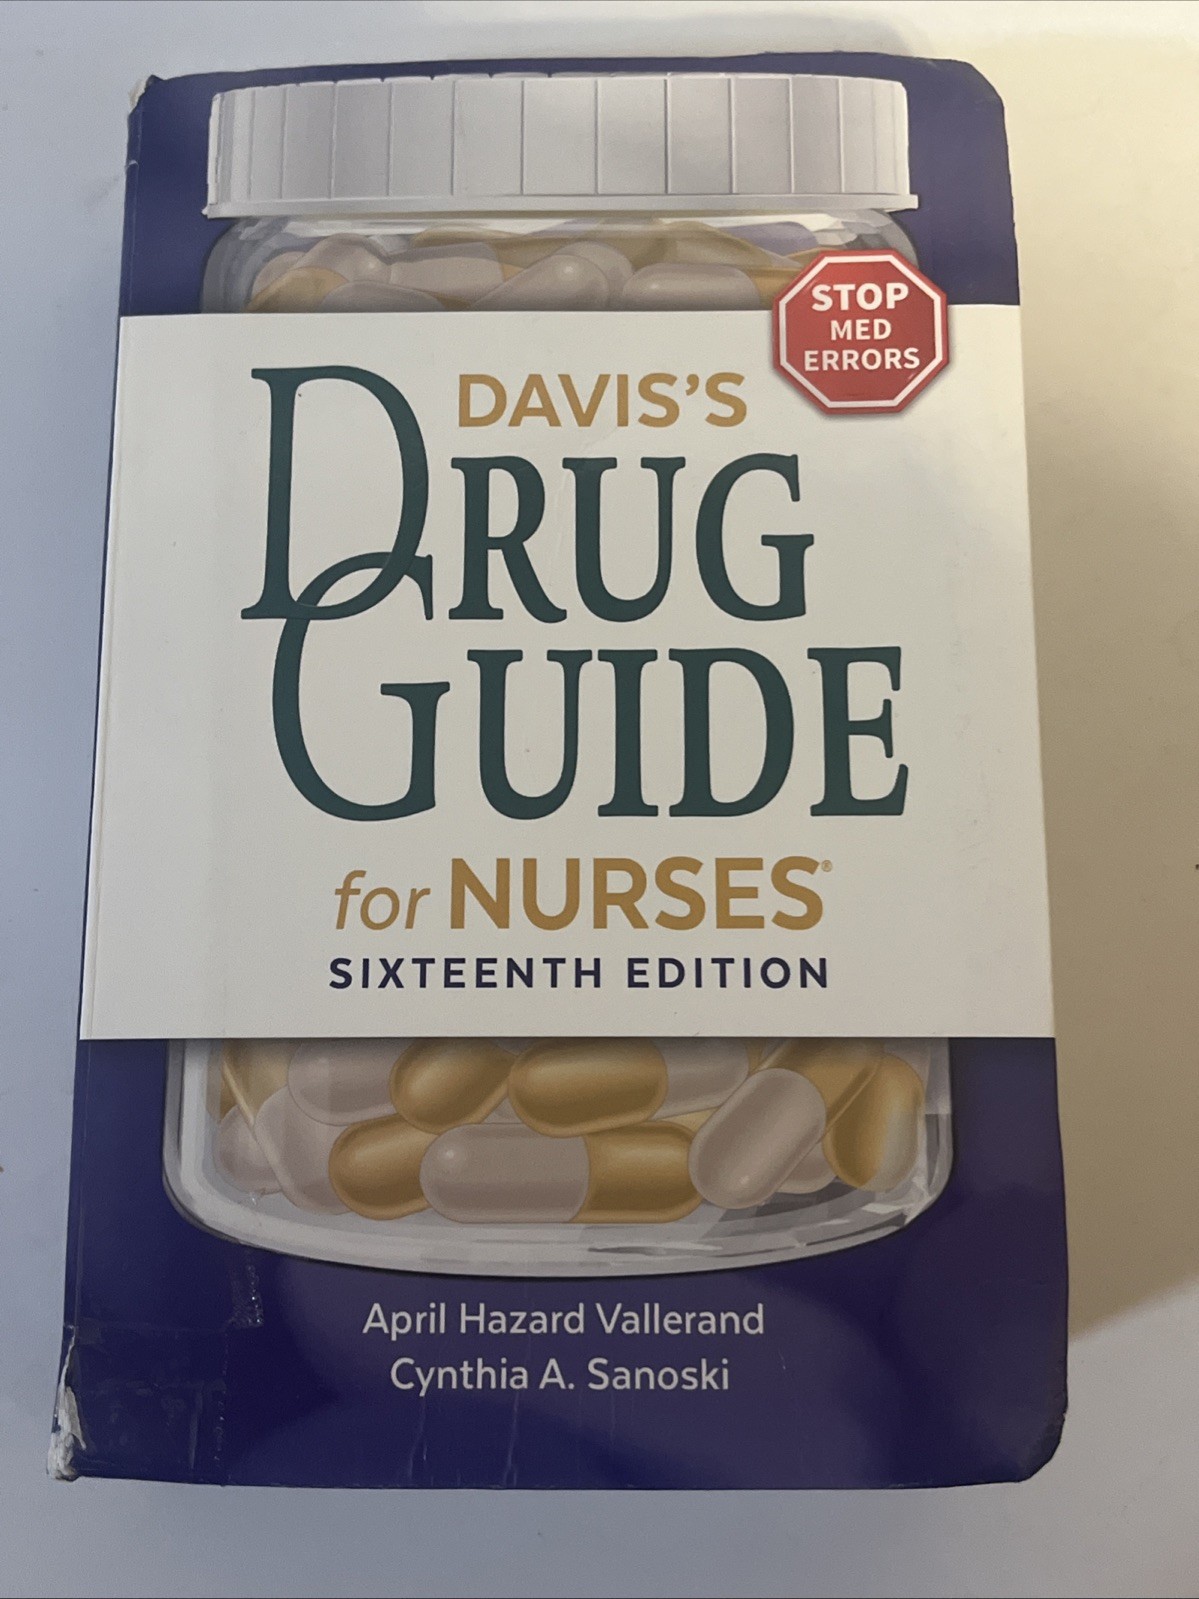 STOP
MED
ERRORS
DAVIS'S
DRUG
GUIDE
for NURSES®
SIXTEENTH EDITION
April Hazard Vallerand
Cynthia A. Sanoski